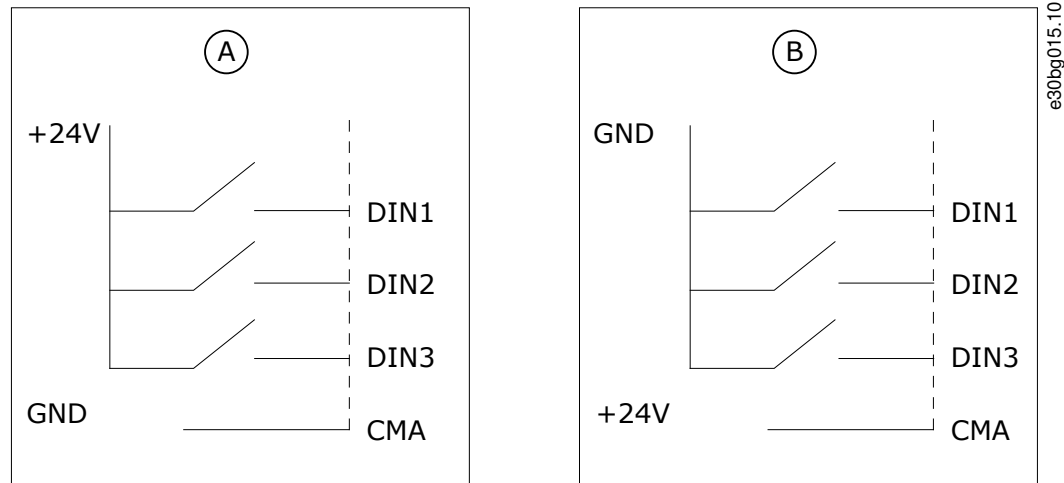 A
+24V
DIN1
DIN2
DIN3
GND
CMA
B
GND
DIN1
DIN2
DIN3
+24V
CMA
e30bg015.10